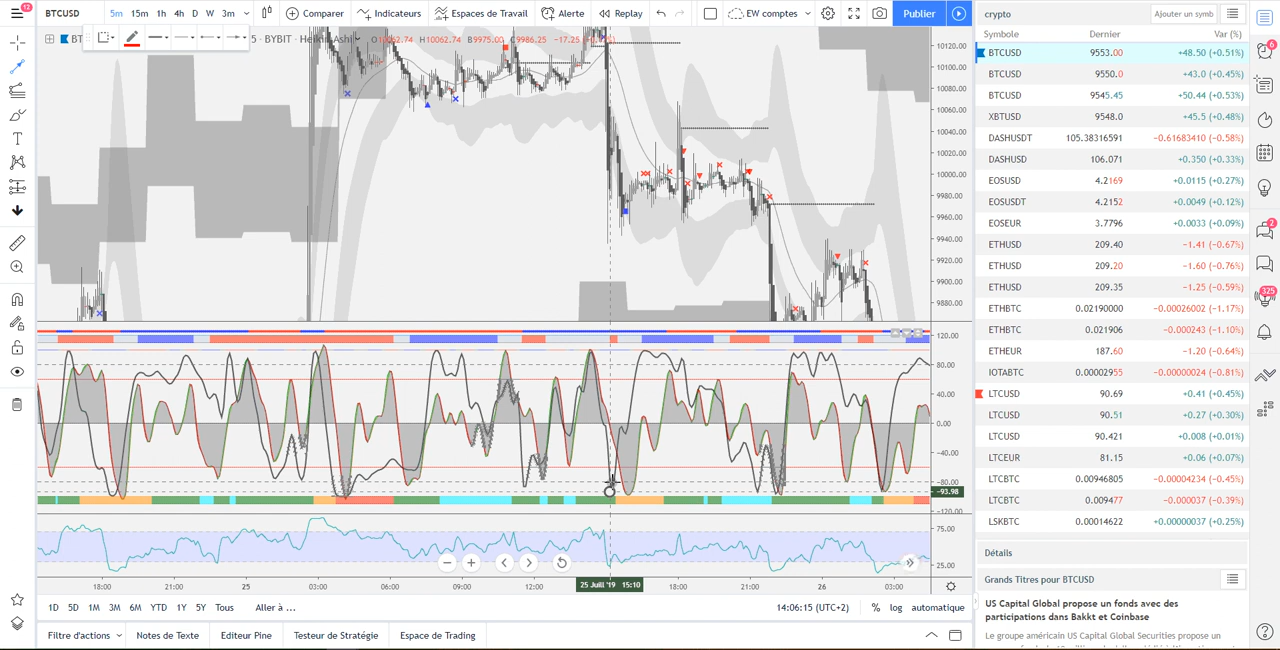 12
BTCUSD 5m 15m 1h 4h D W 3m Comparer Indicateurs Espaces de Travail Alerte Replay EW comptes Publier
5 · BYBIT · O10062.74 H10062.74 B9975.00 C9986.25 −17.25
10120.00
10100.00
10080.00
10060.00
10040.00
10020.00
10000.00
9980.00
9960.00
9940.00
9920.00
9900.00
9880.00
120.00
80.00
40.00
0.00
−40.00
−80.00
−93.98
−120.00
75.00
25.00
18:00 21:00 25 03:00 06:00 09:00 12:00 25 Juill '19 15:10 18:00 21:00 26 03:00
1D 5D 1M 3M 6M YTD 1Y 5Y Tous Aller à ... 14:06:15 (UTC+2) % log automatique
Filtre d'actions Notes de Texte Editeur Pine Testeur de Stratégie Espace de Trading
crypto Ajouter un symb
Symbole Dernier Var (%)
BTCUSD 9553.00 +48.50 (+0.51%)
BTCUSD 9550.0 +43.0 (+0.45%)
BTCUSD 9545.45 +50.44 (+0.53%)
XBTUSD 9548.0 +45.5 (+0.48%)
DASHUSDT 105.38316591 −0.61683410 (−0.58%)
DASHUSD 106.071 +0.350 (+0.33%)
EOSUSD 4.2169 +0.0115 (+0.27%)
EOSUSDT 4.2152 +0.0049 (+0.12%)
EOSEUR 3.7796 +0.0033 (+0.09%)
ETHUSD 209.40 −1.41 (−0.67%)
ETHUSD 209.20 −1.60 (−0.76%)
ETHUSD 209.35 −1.25 (−0.59%)
ETHBTC 0.02190000 −0.00026002 (−1.17%)
ETHBTC 0.021906 −0.000243 (−1.10%)
ETHEUR 187.60 −1.20 (−0.64%)
IOTABTC 0.00002955 −0.00000024 (−0.81%)
LTCUSD 90.69 +0.41 (+0.45%)
LTCUSD 90.51 +0.27 (+0.30%)
LTCUSD 90.421 +0.008 (+0.01%)
LTCEUR 81.15 +0.06 (+0.07%)
LTCBTC 0.00946805 −0.00004234 (−0.45%)
LTCBTC 0.009477 −0.000037 (−0.39%)
LSKBTC 0.00014622 +0.00000037 (+0.25%)
Détails
Grands Titres pour BTCUSD
US Capital Global propose un fonds avec des
participations dans Bakkt et Coinbase
Le groupe américain US Capital Global Securities propose un
6
2
325